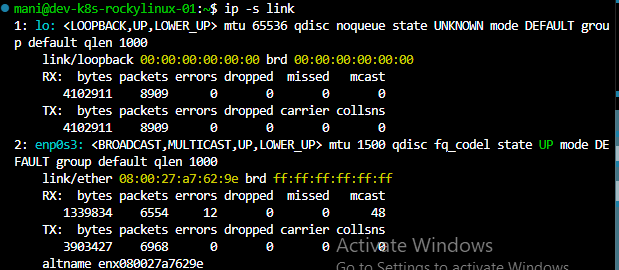 mani@dev-k8s-rockylinux-01:~$ ip -s link
1: lo: <LOOPBACK,UP,LOWER_UP> mtu 65536 qdisc noqueue state UNKNOWN mode DEFAULT grou
p default qlen 1000
    link/loopback 00:00:00:00:00:00 brd 00:00:00:00:00:00
    RX:  bytes packets errors dropped  missed   mcast
       4102911    8909      0       0       0       0
    TX:  bytes packets errors dropped carrier collsns
       4102911    8909      0       0       0       0
2: enp0s3: <BROADCAST,MULTICAST,UP,LOWER_UP> mtu 1500 qdisc fq_codel state UP mode DE
FAULT group default qlen 1000
    link/ether 08:00:27:a7:62:9e brd ff:ff:ff:ff:ff:ff
    RX:  bytes packets errors dropped  missed   mcast
       1339834    6554     12       0       0      48
    TX:  bytes packets errors dropped carrier collsns
       3903427    6968      0       0       0       0
    altname enx080027a7629e
Activate Windows
Go to Settings to activate Windows